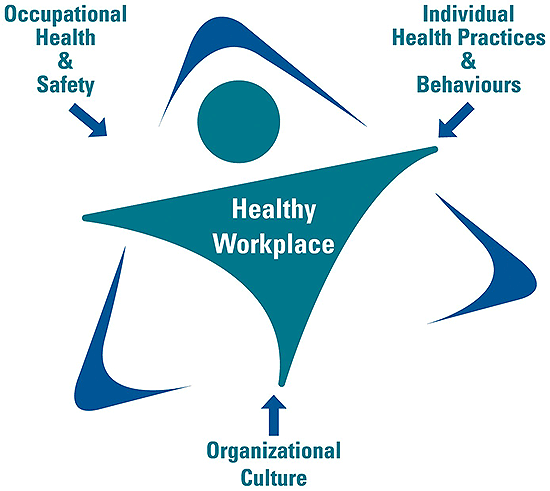 Occupational
Health
&
Safety
Individual
Health Practices
&
Behaviours
Healthy
Workplace
Organizational
Culture